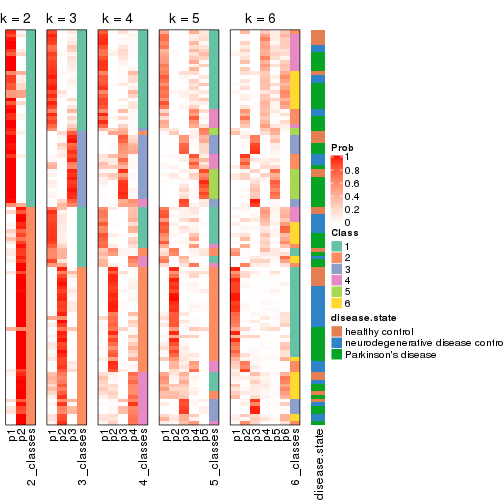 k = 2
k = 3
k = 4
k = 5
k = 6
Prob
1
0.8
0.6
0.4
0.2
0
Class
1
2
3
4
5
6
disease.state
healthy control
neurodegenerative disease contro
Parkinson's disease
p1
p2
2_classes
p1
p2
p3
3_classes
p1
p2
p3
p4
4_classes
p1
p2
p3
p4
p5
5_classes
p1
p2
p3
p4
p5
p6
6_classes
disease.state